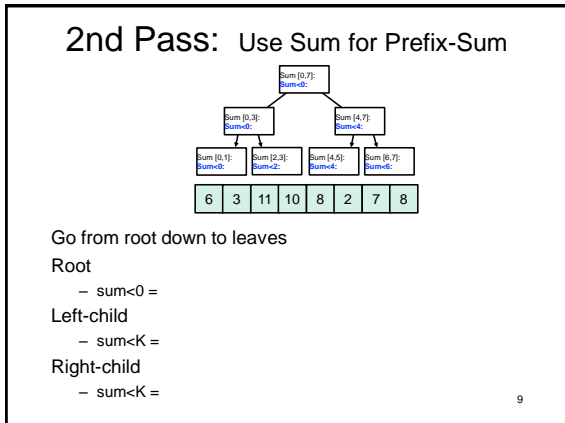 2nd Pass: Use Sum for Prefix-Sum
Sum [0,7]:
Sum<0:
Sum [0,3]:
Sum<0:
Sum [4,7]:
Sum<4:
Sum [0,1]:
Sum<0:
Sum [2,3]:
Sum<2:
Sum [4,5]:
Sum<4:
Sum [6,7]:
Sum<6:
6 3 11 10 8 2 7 8
Go from root down to leaves
Root
– sum<0 =
Left-child
– sum<K =
Right-child
– sum<K =
9